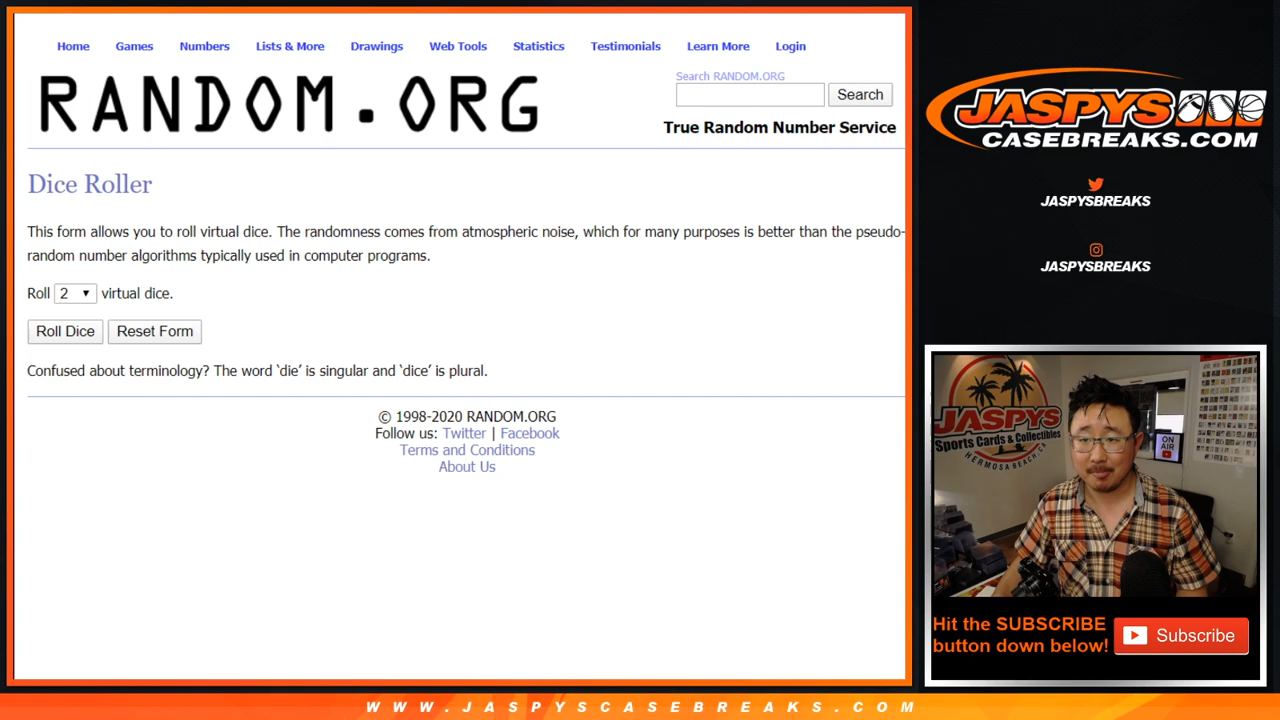 Home Games Numbers Lists & More Drawings Web Tools Statistics Testimonials Learn More Login
RANDOM.ORG
Search RANDOM.ORG
Search
True Random Number Service
Dice Roller
This form allows you to roll virtual dice. The randomness comes from atmospheric noise, which for many purposes is better than the pseudo-
random number algorithms typically used in computer programs.
Roll 2 virtual dice.
Roll Dice Reset Form
Confused about terminology? The word ‘die’ is singular and ‘dice’ is plural.
© 1998-2020 RANDOM.ORG
Follow us: Twitter | Facebook
Terms and Conditions
About Us
JASPYS
CASEBREAKS.COM
JASPYSBREAKS
JASPYSBREAKS
JASPYS
Sports Cards & Collectibles
HERMOSA BEACH, CA
ON
AIR
Hit the SUBSCRIBE
button down below!
Subscribe
WWW.JASPYSCASEBREAKS.COM